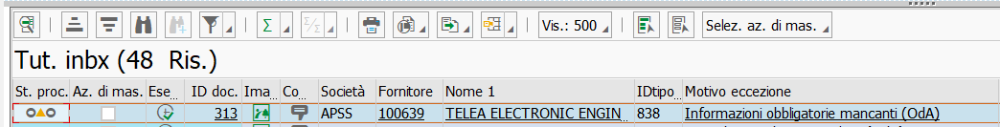 Vis.: 500 Selez. az. di mas.
Tut. inbx (48 Ris.)
St. proc. Az. di mas. Ese... ID doc. Ima... Co... Società Fornitore Nome 1 IDtipo... Motivo eccezione
313 APSS 100639 TELEA ELECTRONIC ENGIN... 838 Informazioni obbligatorie mancanti (OdA)